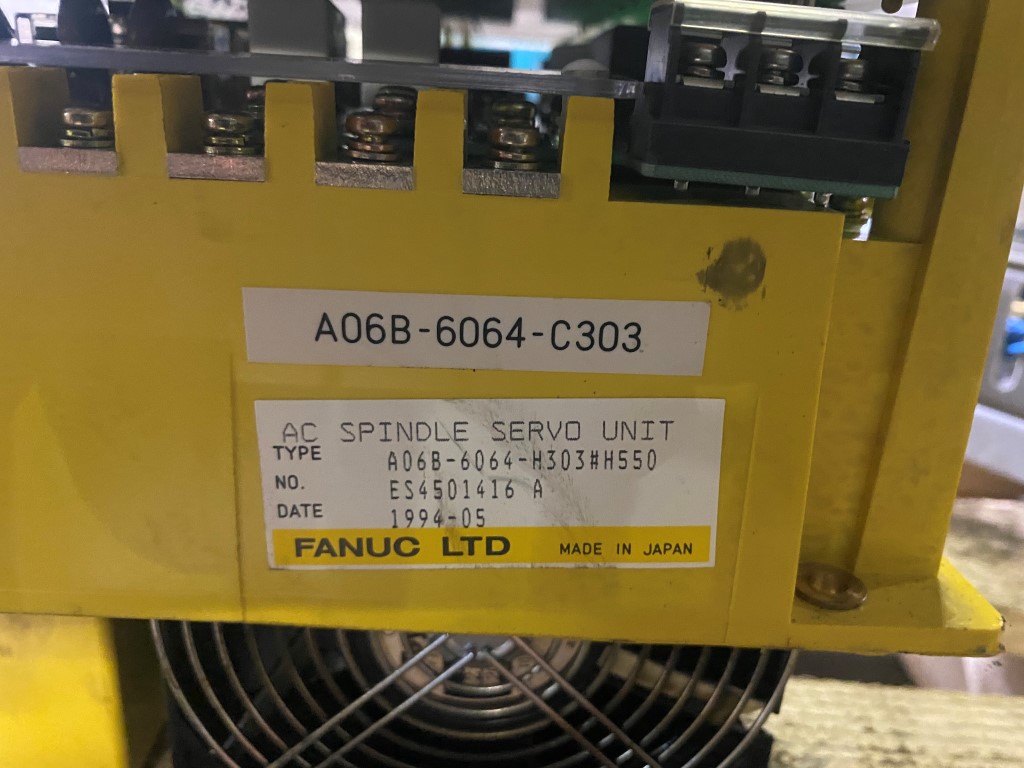 A06B-6064-C303
AC SPINDLE SERVO UNIT
TYPE A06B-6064-H303#H550
NO. ES4501416 A
DATE 1994-05
FANUC LTD MADE IN JAPAN